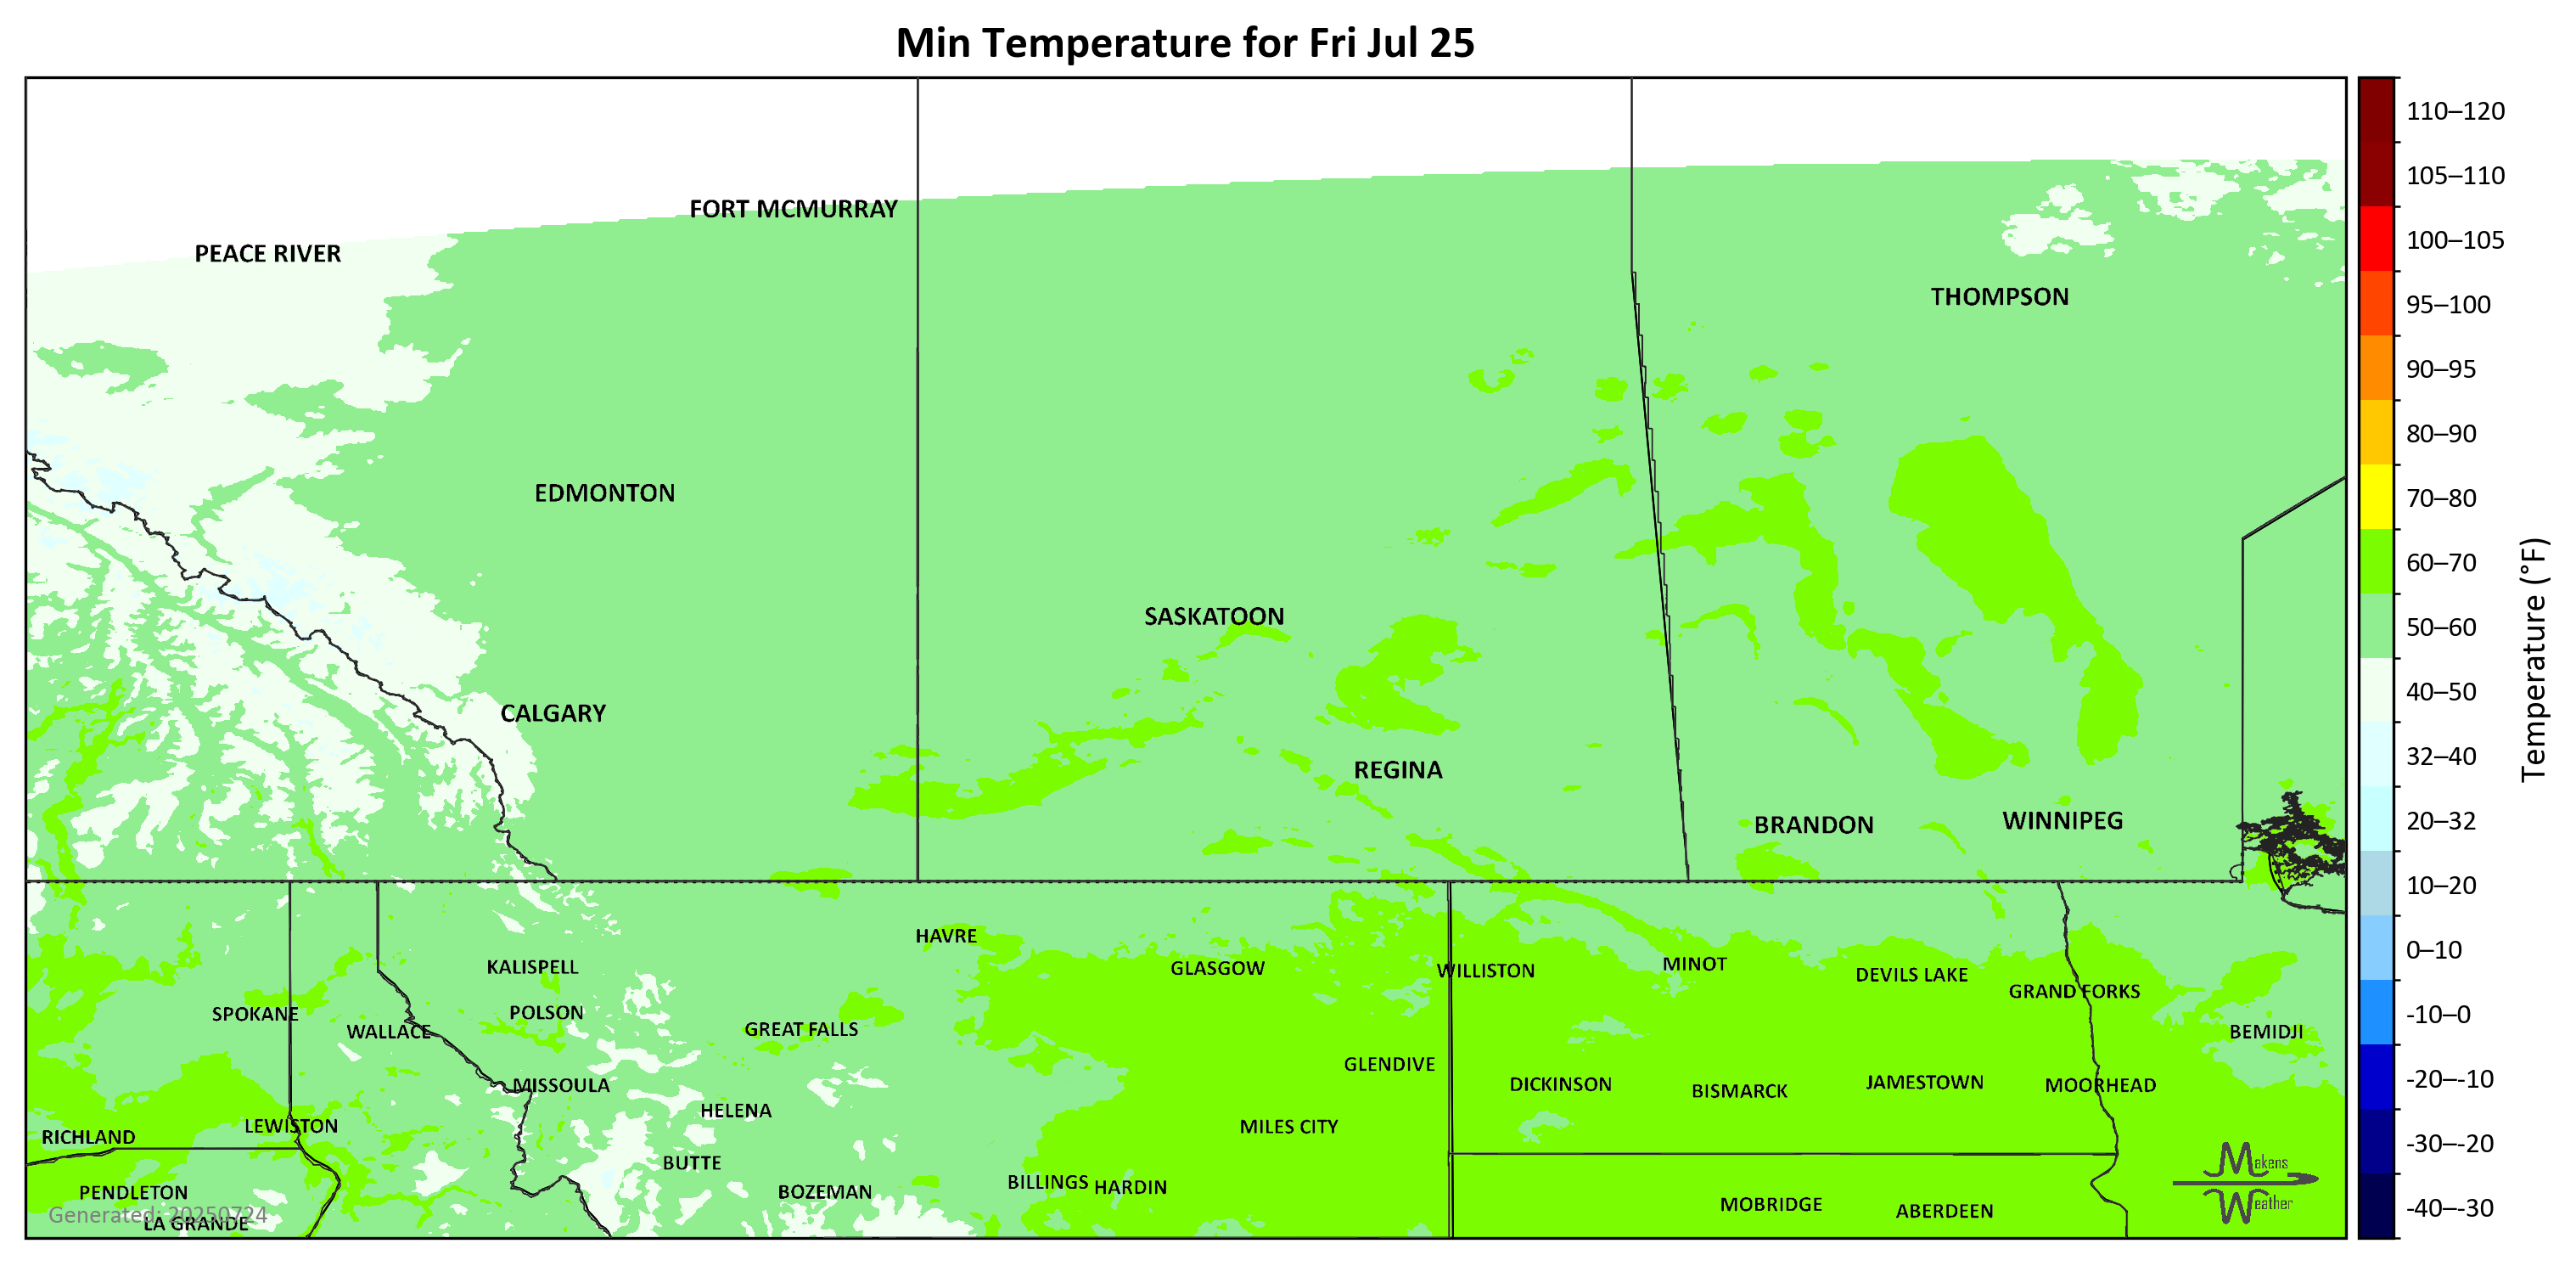 Min Temperature for Fri Jul 25
110–120
105–110
FORT MCMURRAY
100–105
PEACE RIVER
THOMPSON
95–100
90–95
80–90
EDMONTON
70–80
60–70
SASKATOON
50–60
Temperature (°F)
40–50
CALGARY
REGINA
32–40
BRANDON
WINNIPEG
20–32
10–20
HAVRE
0–10
KALISPELL
GLASGOW
WILLISTON
MINOT
DEVILS LAKE
GRAND FORKS
SPOKANE
POLSON
-10–0
WALLACE
GREAT FALLS
BEMIDJI
GLENDIVE
-20–-10
MISSOULA
DICKINSON
BISMARCK
JAMESTOWN
MOORHEAD
HELENA
LEWISTON
MILES CITY
RICHLAND
-30–-20
BUTTE
Makens
Weather
PENDLETON
BOZEMAN
BILLINGS
HARDIN
MOBRIDGE
ABERDEEN
-40–-30
Generated: 20250724
LA GRANDE